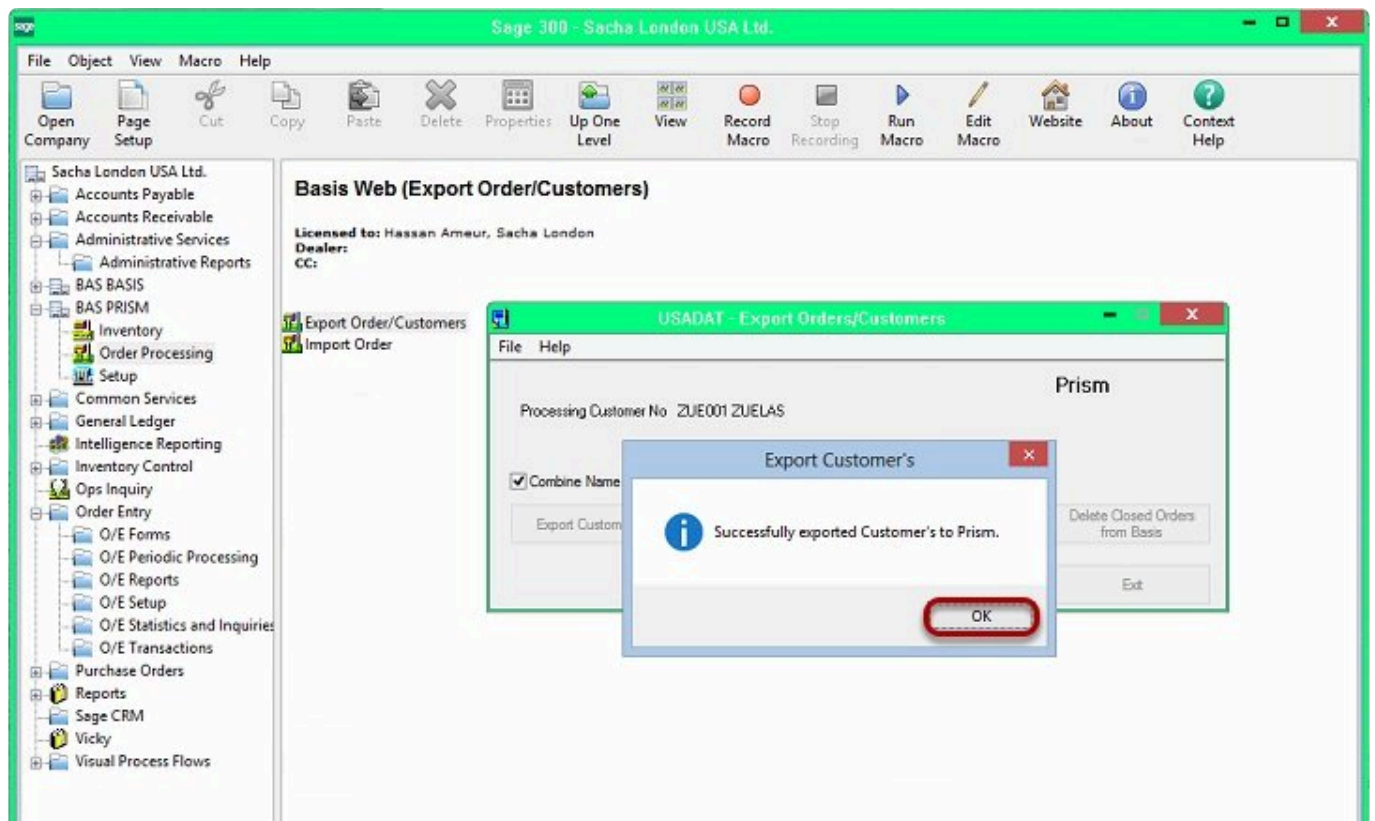 sage
Sage 300 - Sacha London USA Ltd.
File Object View Macro Help
Open Company
Page Setup
Cut
Copy
Paste
Delete
Properties
Up One Level
View
Record Macro
Stop Recording
Run Macro
Edit Macro
Website
About
Context Help
Sacha London USA Ltd.
Accounts Payable
Accounts Receivable
Administrative Services
Administrative Reports
BAS BASIS
BAS PRISM
Inventory
Order Processing
Setup
Common Services
General Ledger
Intelligence Reporting
Inventory Control
Ops Inquiry
Order Entry
O/E Forms
O/E Periodic Processing
O/E Reports
O/E Setup
O/E Statistics and Inquiries
O/E Transactions
Purchase Orders
Reports
Sage CRM
Vicky
Visual Process Flows
Basis Web (Export Order/Customers)
Licensed to: Hassan Ameur, Sacha London
Dealer:
CC:
Export Order/Customers
Import Order
USADAT - Export Orders/Customers
File Help
Prism
Processing Customer No ZUE001 ZUELAS
Combine Name
Export Custom
Delete Closed Orders
from Basis
Exit
Export Customer's
Successfully exported Customer's to Prism.
OK